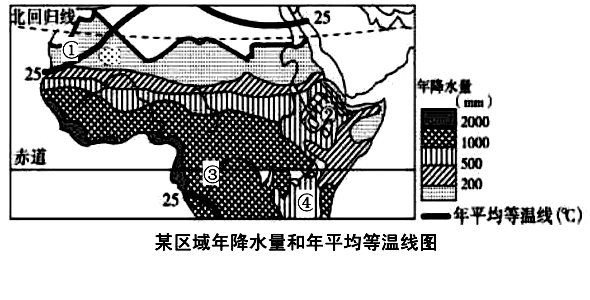 北回归线
25
①
25
②
赤道
③
④
25
年降水量
(mm)
2000
1000
500
200
年平均等温线(℃)
某区域年降水量和年平均等温线图